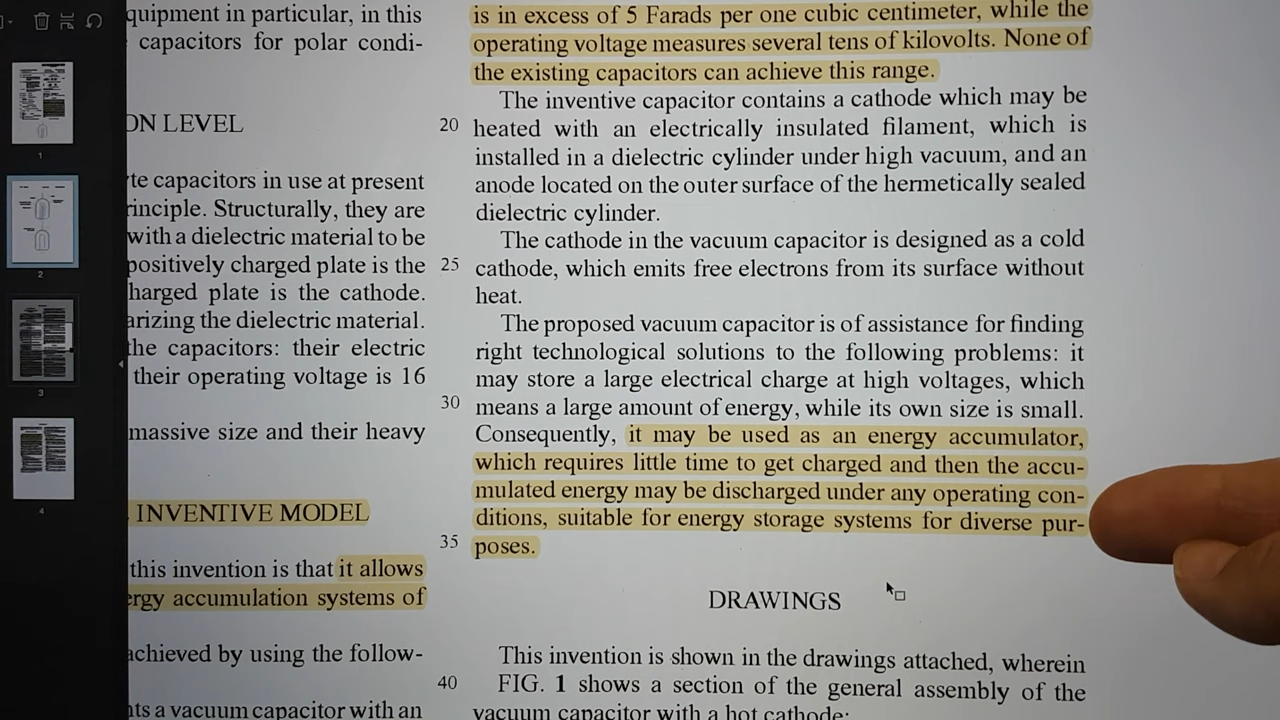 quipment in particular, in this
capacitors for polar condi-
ON LEVEL
te capacitors in use at present
rinciple. Structurally, they are
with a dielectric material to be
positively charged plate is the
harged plate is the cathode.
arizing the dielectric material.
the capacitors: their electric
their operating voltage is 16
massive size and their heavy
INVENTIVE MODEL
this invention is that it allows
ergy accumulation systems of
achieved by using the follow-
nts a vacuum capacitor with an
is in excess of 5 Farads per one cubic centimeter, while the
operating voltage measures several tens of kilovolts. None of
the existing capacitors can achieve this range.
The inventive capacitor contains a cathode which may be
20 heated with an electrically insulated filament, which is
installed in a dielectric cylinder under high vacuum, and an
anode located on the outer surface of the hermetically sealed
dielectric cylinder.
The cathode in the vacuum capacitor is designed as a cold
25 cathode, which emits free electrons from its surface without
heat.
The proposed vacuum capacitor is of assistance for finding
right technological solutions to the following problems: it
may store a large electrical charge at high voltages, which
30 means a large amount of energy, while its own size is small.
Consequently, it may be used as an energy accumulator,
which requires little time to get charged and then the accu-
mulated energy may be discharged under any operating con-
ditions, suitable for energy storage systems for diverse pur-
35 poses.
DRAWINGS
This invention is shown in the drawings attached, wherein
40 FIG. 1 shows a section of the general assembly of the
vacuum capacitor with a hot cathode;
1
2
3
4